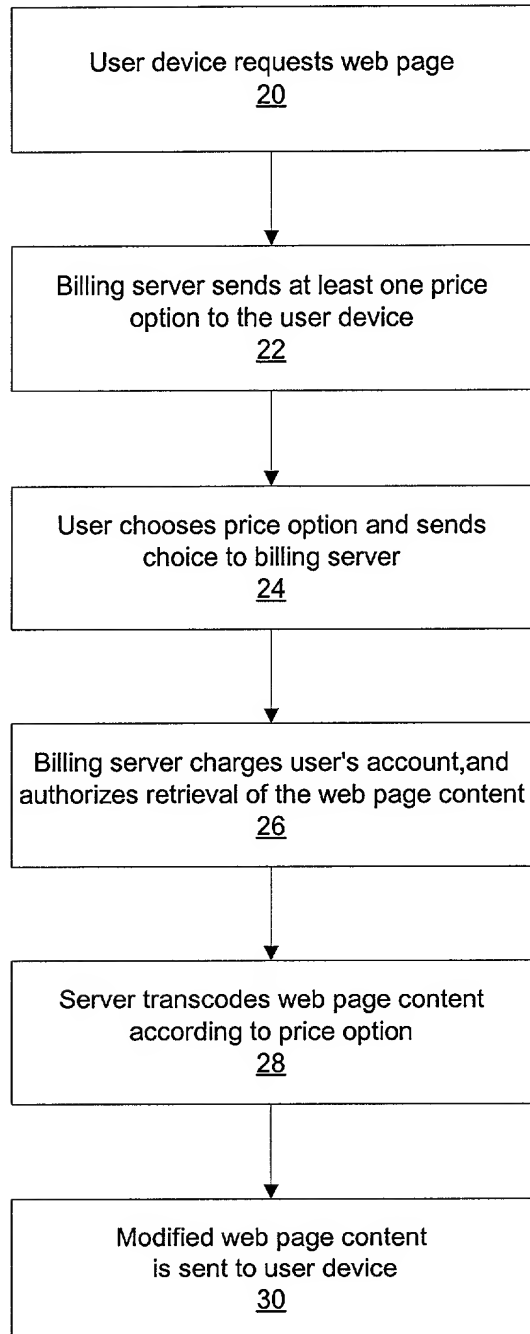 User device requests web page
20
Billing server sends at least one price
option to the user device
22
User chooses price option and sends
choice to billing server
24
Billing server charges user's account,and
authorizes retrieval of the web page content
26
Server transcodes web page content
according to price option
28
Modified web page content
is sent to user device
30